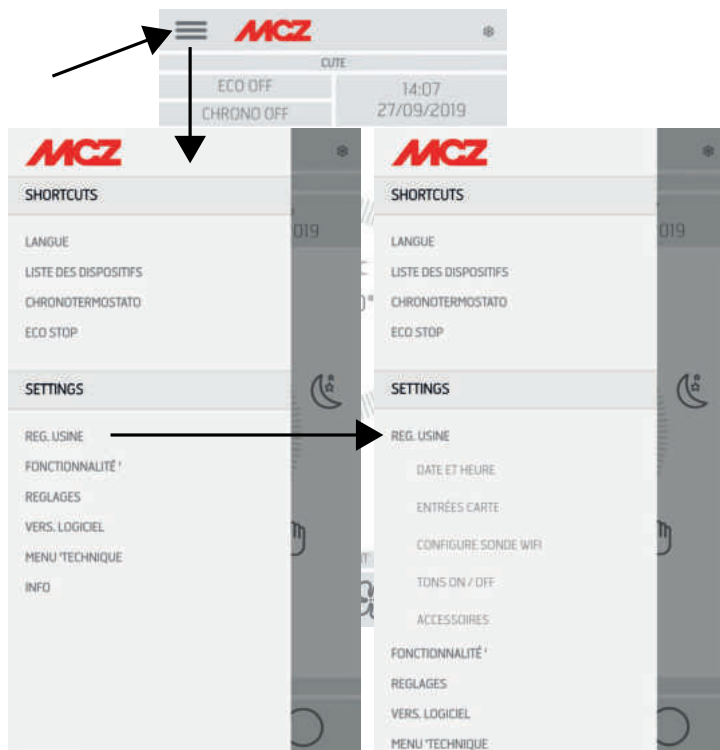 MCZ
CUTE
ECO OFF
14:07
CHRONO OFF
27/09/2019
MCZ
SHORTCUTS
019
LANGUE
LISTE DES DISPOSITIFS
CHRONOTERMOSTATO
ECO STOP
SETTINGS
REG. USINE
FONCTIONNALITÉ '
REGLAGES
VERS. LOGICIEL
MENU 'TECHNIQUE
INFO
MCZ
SHORTCUTS
019
LANGUE
LISTE DES DISPOSITIFS
CHRONOTERMOSTATO
ECO STOP
SETTINGS
REG. USINE
DATE ET HEURE
ENTRÉES CARTE
CONFIGURE SONDE WIFI
TONS ON / OFF
ACCESSOIRES
FONCTIONNALITÉ '
REGLAGES
VERS. LOGICIEL
MENU 'TECHNIQUE